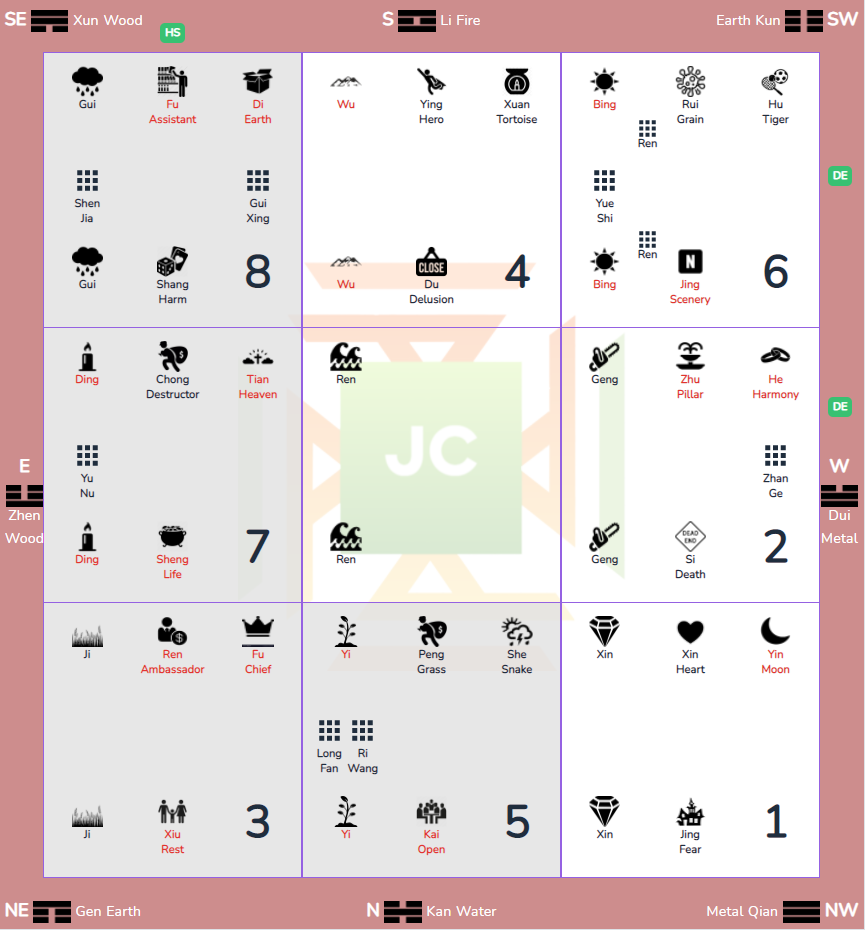 SE Xun Wood
HS
S Li Fire
Earth Kun SW
Gui
Fu
Assistant
Di
Earth
Shen
Jia
Gui
Xing
Gui
Shang
Harm
8
Wu
Ying
Hero
A
Xuan
Tortoise
Wu
CLOSE
Du
Delusion
4
Bing
Rui
Grain
Hu
Tiger
Ren
Yue
Shi
Ren
Bing
N
Jing
Scenery
6
DE
Ding
Chong
Destructor
Tian
Heaven
Yu
Nu
Ding
Sheng
Life
7
E
Zhen
Wood
Ren
JC
Ren
Geng
Zhu
Pillar
He
Harmony
Zhan
Ge
Geng
DEAD
END
Si
Death
2
DE
W
Dui
Metal
Ji
Ren
Ambassador
Fu
Chief
Ji
Xiu
Rest
3
Yi
Peng
Grass
She
Snake
Long
Fan
Ri
Wang
Yi
Kai
Open
5
Xin
Xin
Heart
Yin
Moon
Xin
Jing
Fear
1
NE Gen Earth
N Kan Water
Metal Qian NW